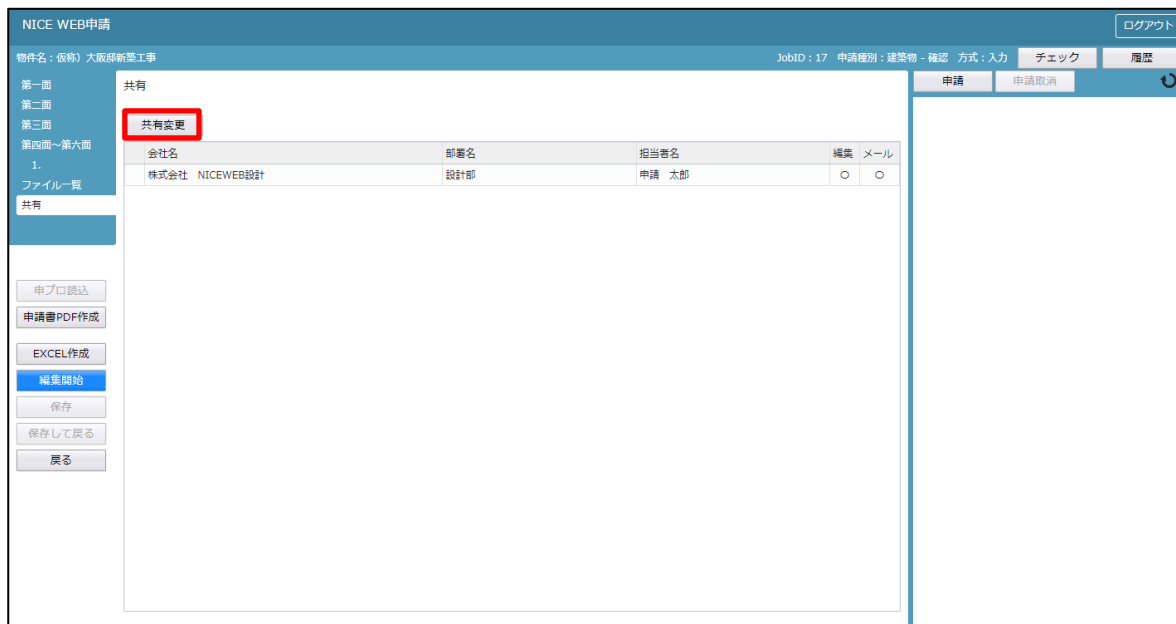 NICE WEB申請
ログアウト
物件名：仮称）大阪邸新築工事
JobID：17 申請種別：建築物 - 確認 方式：入力
チェック
履歴
第一面
第二面
第三面
第四面～第六面
1.
ファイル一覧
共有
共有
申請
申請取消
共有変更
会社名 部署名 担当者名 編集 メール
株式会社 NICEWEB設計 設計部 申請 太郎 ○ ○
申プロ読込
申請書PDF作成
EXCEL作成
編集開始
保存
保存して戻る
戻る